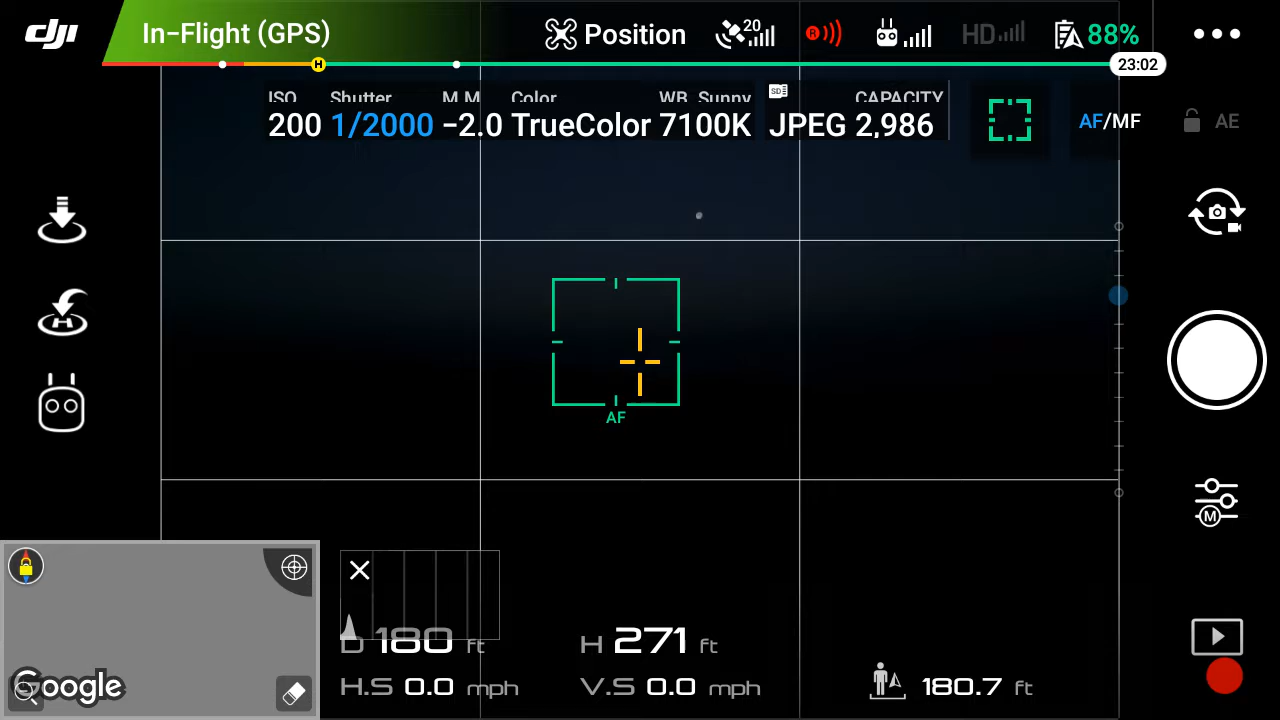 dji In-Flight (GPS) Position 20 R HD 88%
H 23:02
ISO Shutter M.M Color WB Sunny SD CAPACITY
200 1/2000 -2.0 TrueColor 7100K JPEG 2,986 AF/MF AE
AF
M
D 180 ft H 271 ft
Google H.S 0.0 mph V.S 0.0 mph 180.7 ft